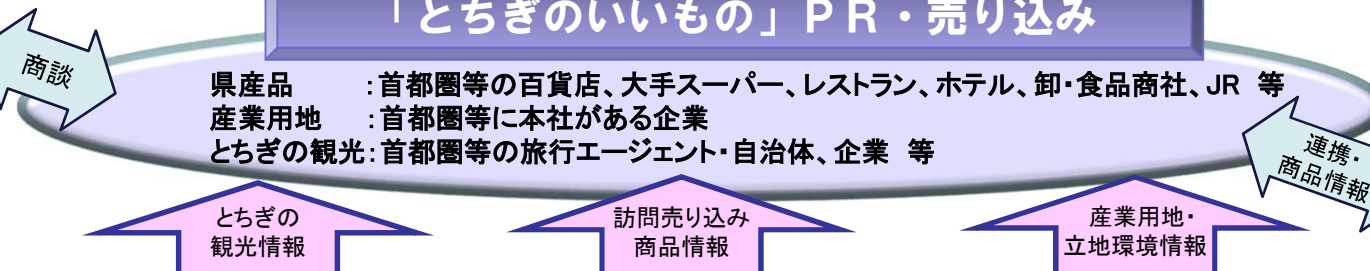 「とちぎのいいもの」PR・売り込み
商談
県産品　　　：首都圏等の百貨店、大手スーパー、レストラン、ホテル、卸・食品商社、JR 等
産業用地　：首都圏等に本社がある企業
とちぎの観光：首都圏等の旅行エージェント・自治体、企業 等
連携・
商品情報
とちぎの
観光情報
訪問売り込み
商品情報
産業用地・
立地環境情報